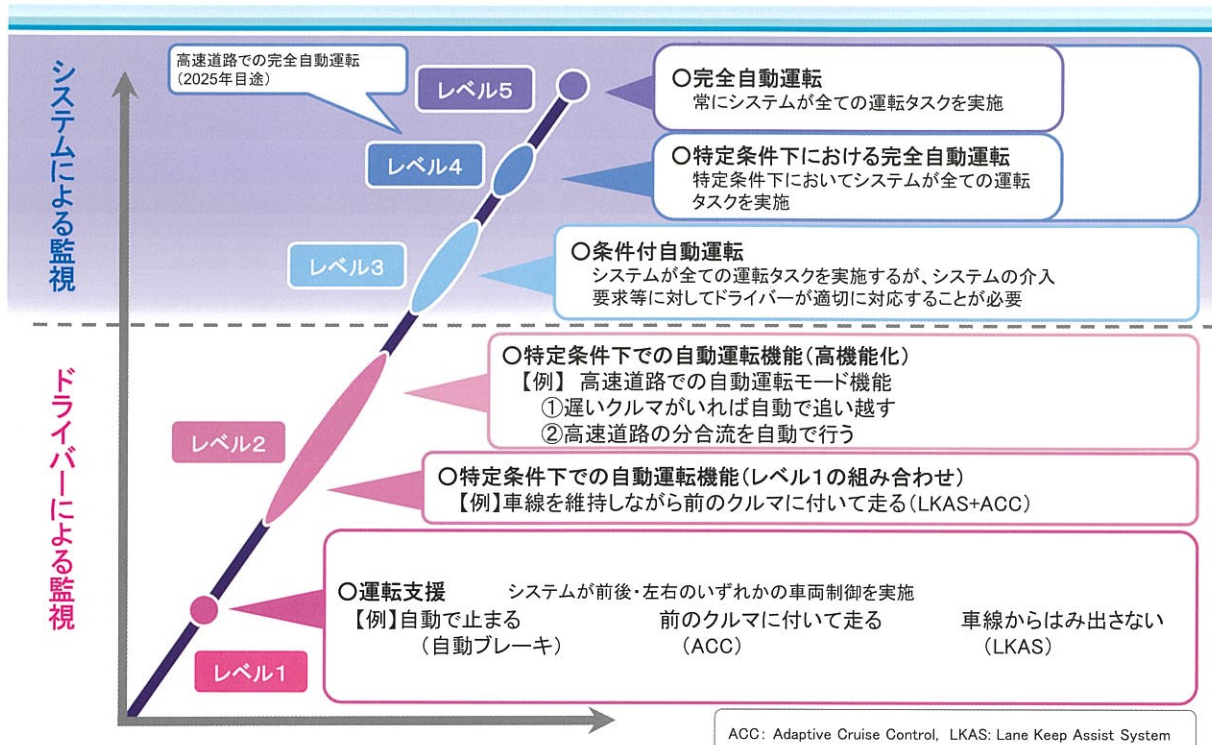 システムによる監視
高速道路での完全自動運転
(2025年目途)
レベル5
〇完全自動運転
常にシステムが全ての運転タスクを実施
レベル4
〇特定条件下における完全自動運転
特定条件下においてシステムが全ての運転
タスクを実施
レベル3
〇条件付自動運転
システムが全ての運転タスクを実施するが、システムの介入
要求等に対してドライバーが適切に対応することが必要
ドライバーによる監視
〇特定条件下での自動運転機能(高機能化)
【例】 高速道路での自動運転モード機能
①遅いクルマがいれば自動で追い越す
②高速道路の分合流を自動で行う
レベル2
〇特定条件下での自動運転機能(レベル1の組み合わせ)
【例】車線を維持しながら前のクルマに付いて走る(LKAS+ACC)
〇運転支援 システムが前後・左右のいずれかの車両制御を実施
【例】自動で止まる 前のクルマに付いて走る 車線からはみ出さない
(自動ブレーキ) (ACC) (LKAS)
レベル1
ACC: Adaptive Cruise Control, LKAS: Lane Keep Assist System